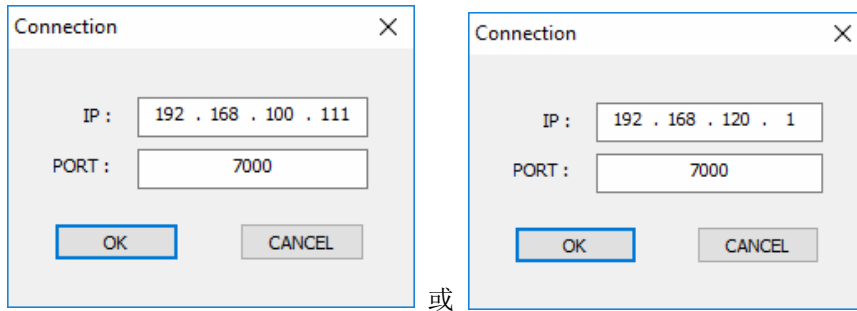 Connection
IP :
192 . 168 . 100 . 111
PORT :
7000
OK
CANCEL
或
Connection
IP :
192 . 168 . 120 . 1
PORT :
7000
OK
CANCEL